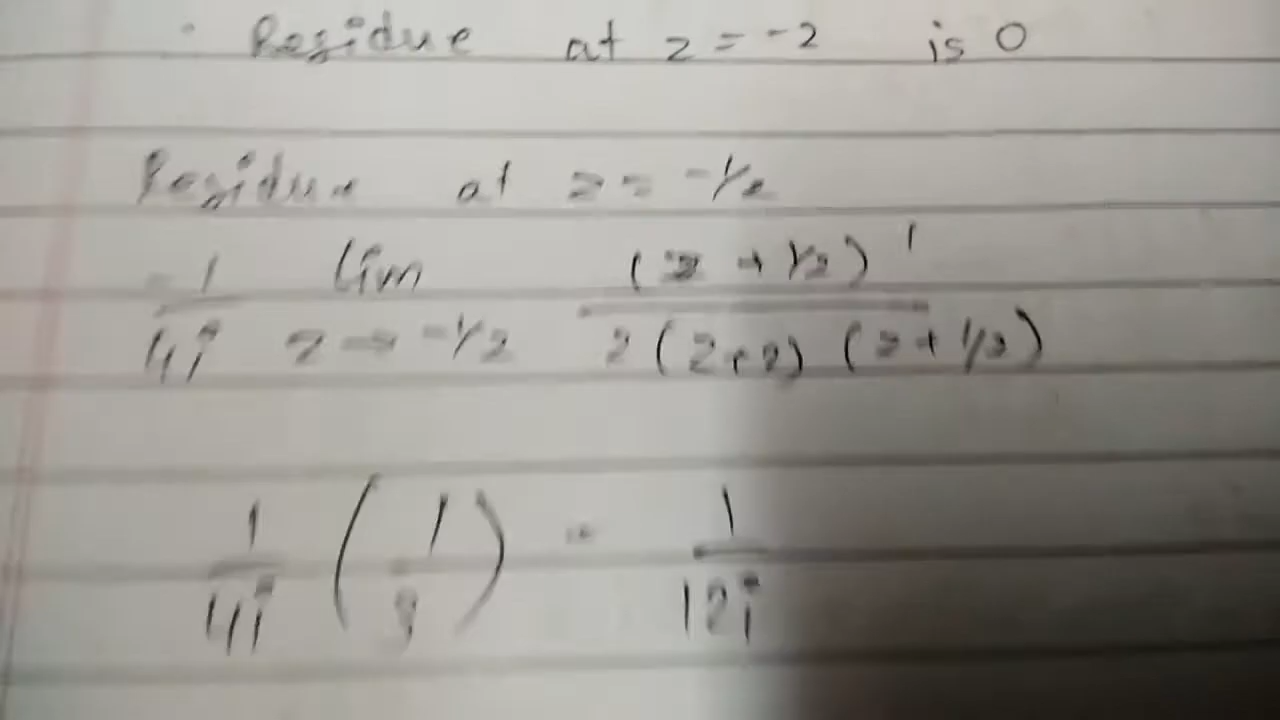 Residue at z = -2 is 0
Residue at z = -1/2
1/4i lim z→-1/2 (z + 1/2) 1 / 2(z+2)(z+1/2)
1/4i (1/3) = 1/12i